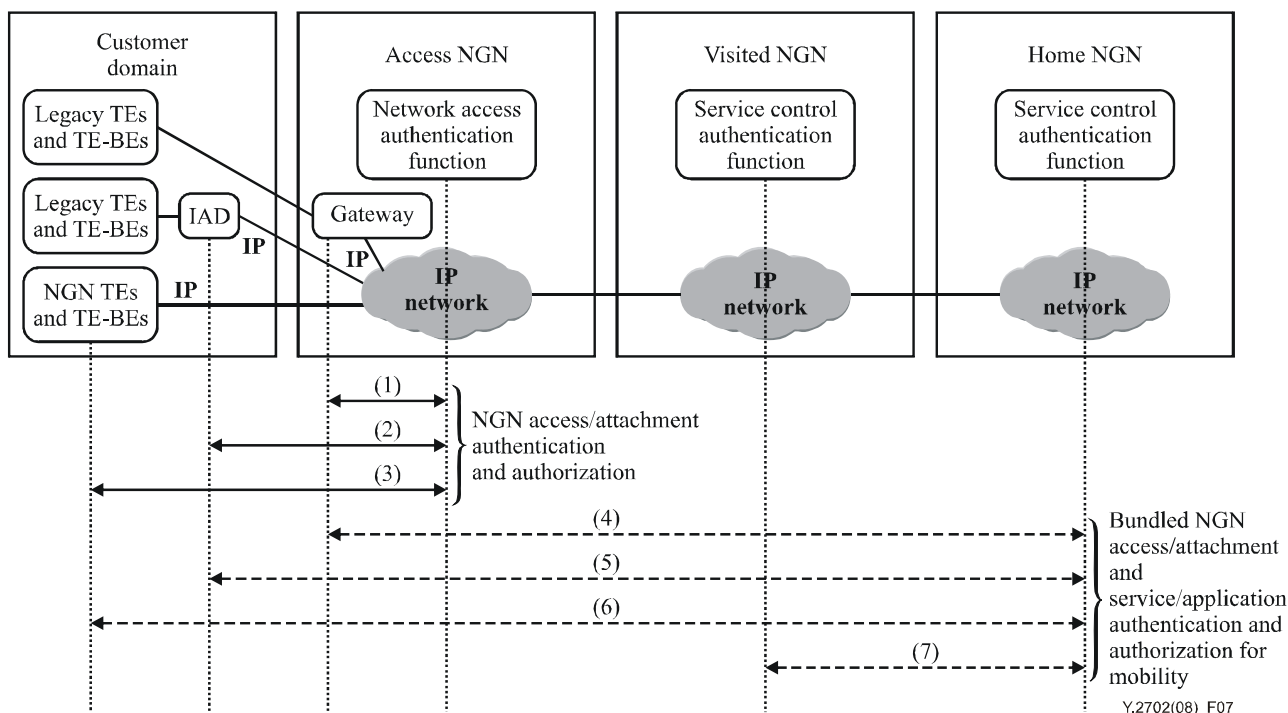 Customer
domain
Access NGN
Visited NGN
Home NGN
Legacy TEs
and TE-BEs
Network access
authentication
function
Service control
authentication
function
Service control
authentication
function
Legacy TEs
and TE-BEs
IAD
Gateway
IP
IP
NGN TEs
and TE-BEs
IP
IP
network
IP
network
IP
network
(1)
(2)
(3)
NGN access/attachment
authentication
and authorization
(4)
(5)
(6)
(7)
Bundled NGN
access/attachment
and
service/application
authentication and
authorization for
mobility
Y.2702(08)_F07